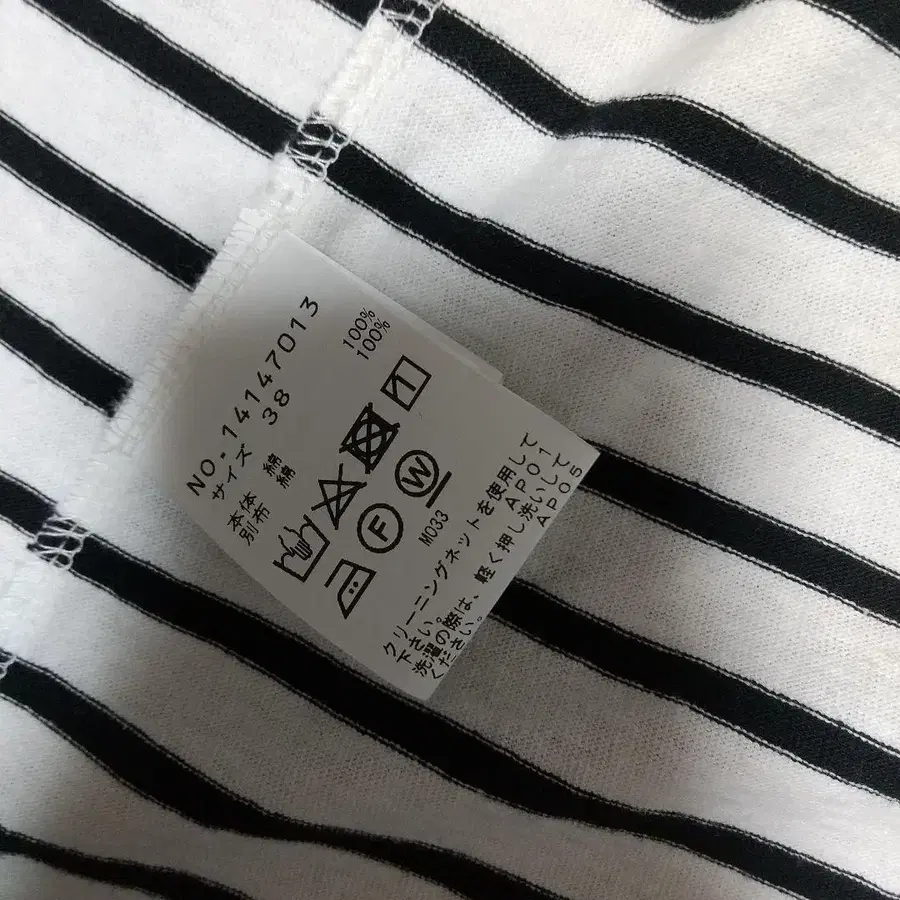 NO.14147013
サイズ 38
本体 綿 100%
別布 綿 100%
F W
M033
クリーニングネットを使用して
下さい。 AP01
洗濯の際は、軽く押し洗いして
ください。 AP05